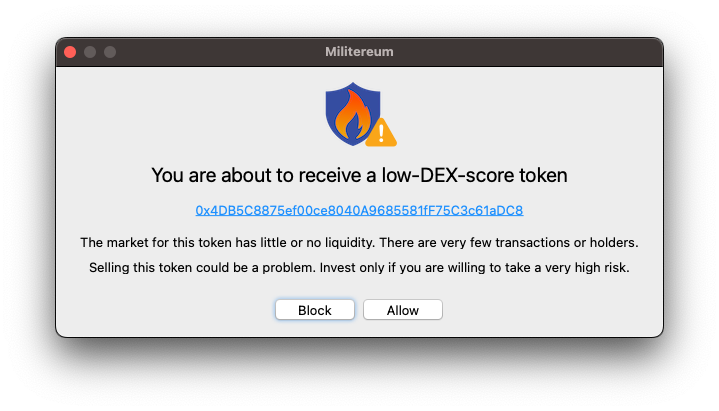 Militereum
You are about to receive a low-DEX-score token
0x4DB5C8875ef00ce8040A9685581fF75C3c61aDC8
The market for this token has little or no liquidity. There are very few transactions or holders.
Selling this token could be a problem. Invest only if you are willing to take a very high risk.
Block
Allow